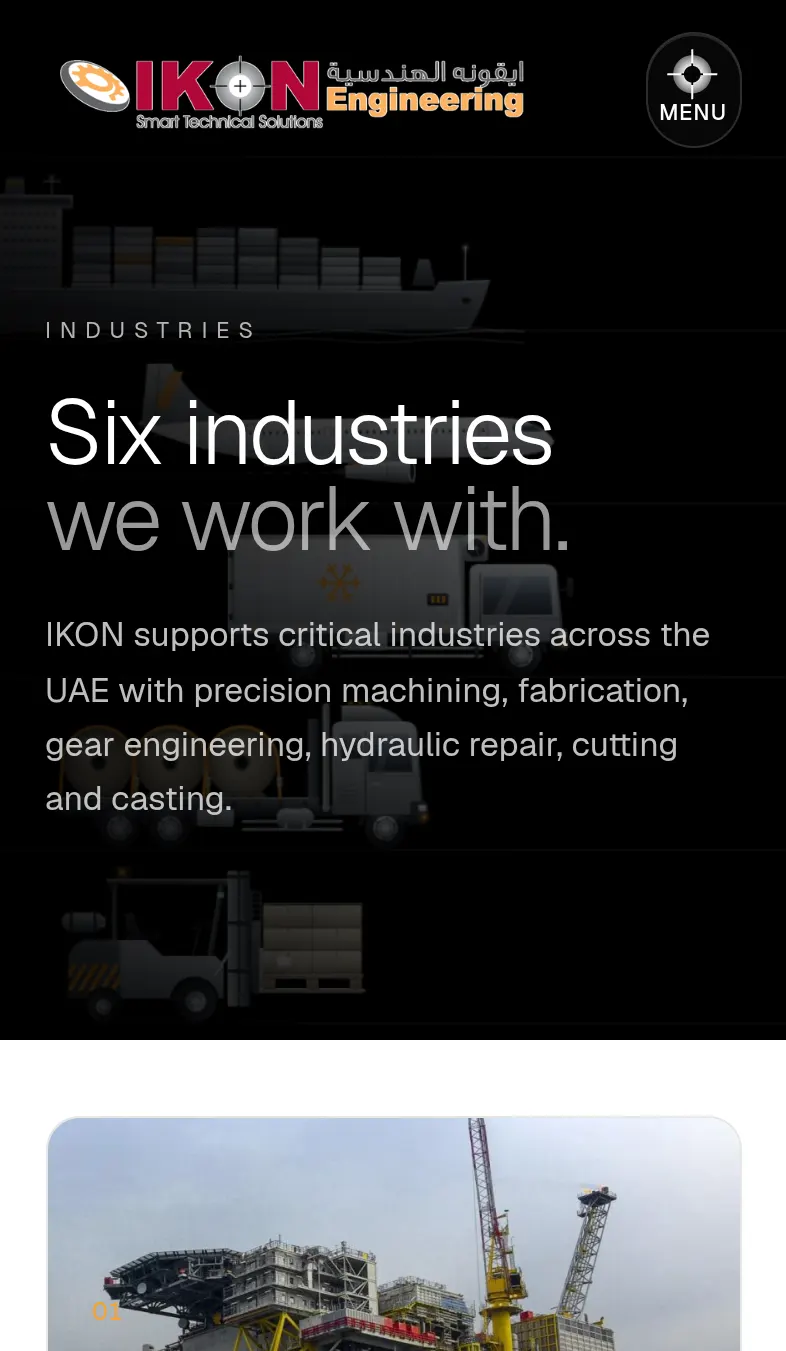 IKON
ايقونه الهندسية
Engineering
Smart Technical Solutions
MENU
INDUSTRIES
Six industries
we work with.
IKON supports critical industries across the
UAE with precision machining, fabrication,
gear engineering, hydraulic repair, cutting
and casting.
01